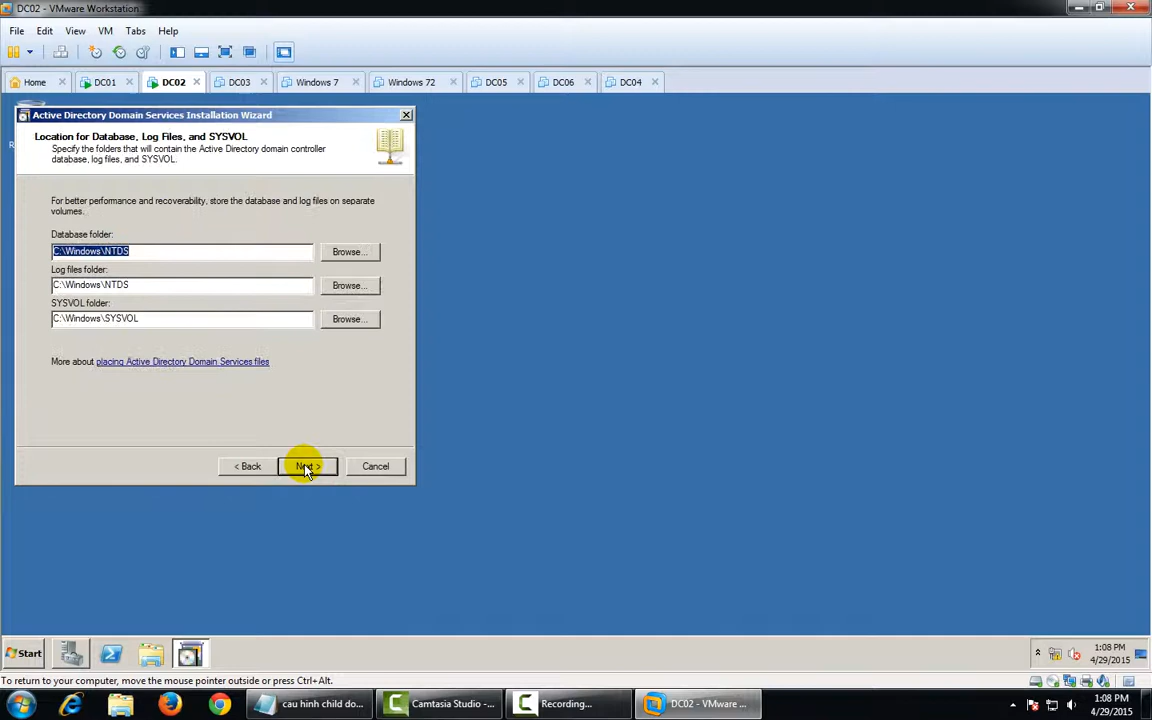 DC02 - VMware Workstation
File Edit View VM Tabs Help
Home DC01 DC02 DC03 Windows 7 Windows 72 DC05 DC06 DC04
Active Directory Domain Services Installation Wizard
Location for Database, Log Files, and SYSVOL
Specify the folders that will contain the Active Directory domain controller
database, log files, and SYSVOL.
For better performance and recoverability, store the database and log files on separate
volumes.
Database folder:
C:\Windows\NTDS Browse...
Log files folder:
C:\Windows\NTDS Browse...
SYSVOL folder:
C:\Windows\SYSVOL Browse...
More about placing Active Directory Domain Services files
< Back Next > Cancel
Start 1:08 PM
4/29/2015
To return to your computer, move the mouse pointer outside or press Ctrl+Alt.
cau hinh child do... Camtasia Studio -... Recording... DC02 - VMware ... 1:08 PM
4/29/2015